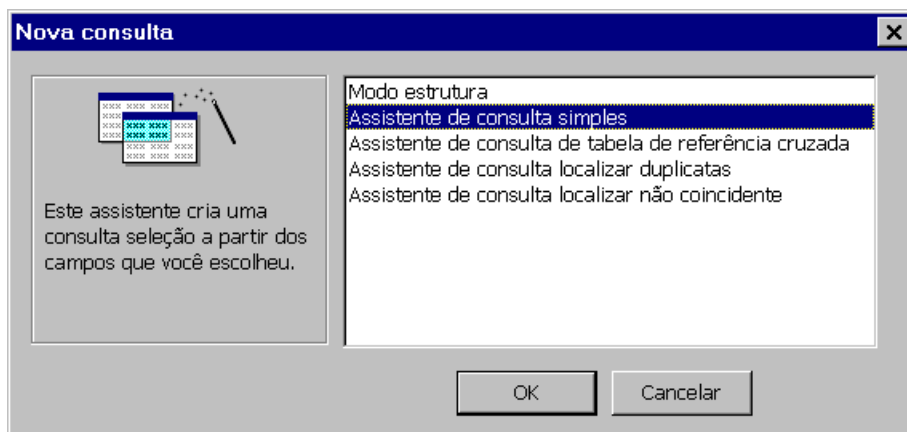 Nova consulta
Este assistente cria uma
consulta seleção a partir dos
campos que você escolheu.
Modo estrutura
Assistente de consulta simples
Assistente de consulta de tabela de referência cruzada
Assistente de consulta localizar duplicatas
Assistente de consulta localizar não coincidente
OK
Cancelar